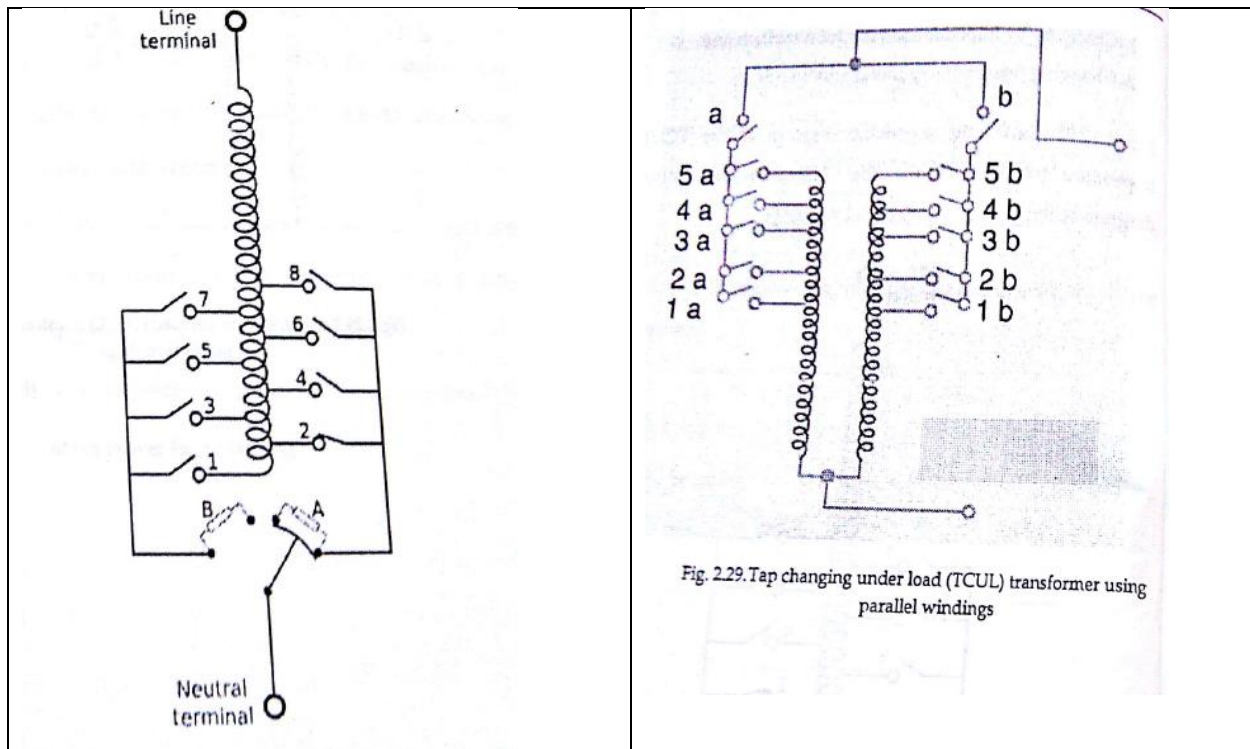 Line
terminal
8
7
6
5
4
3
2
1
B
A
Neutral
terminal
a
b
5 a
5 b
4 a
4 b
3 a
3 b
2 a
2 b
1 a
1 b
Fig. 2.29. Tap changing under load (TCUL) transformer using
parallel windings